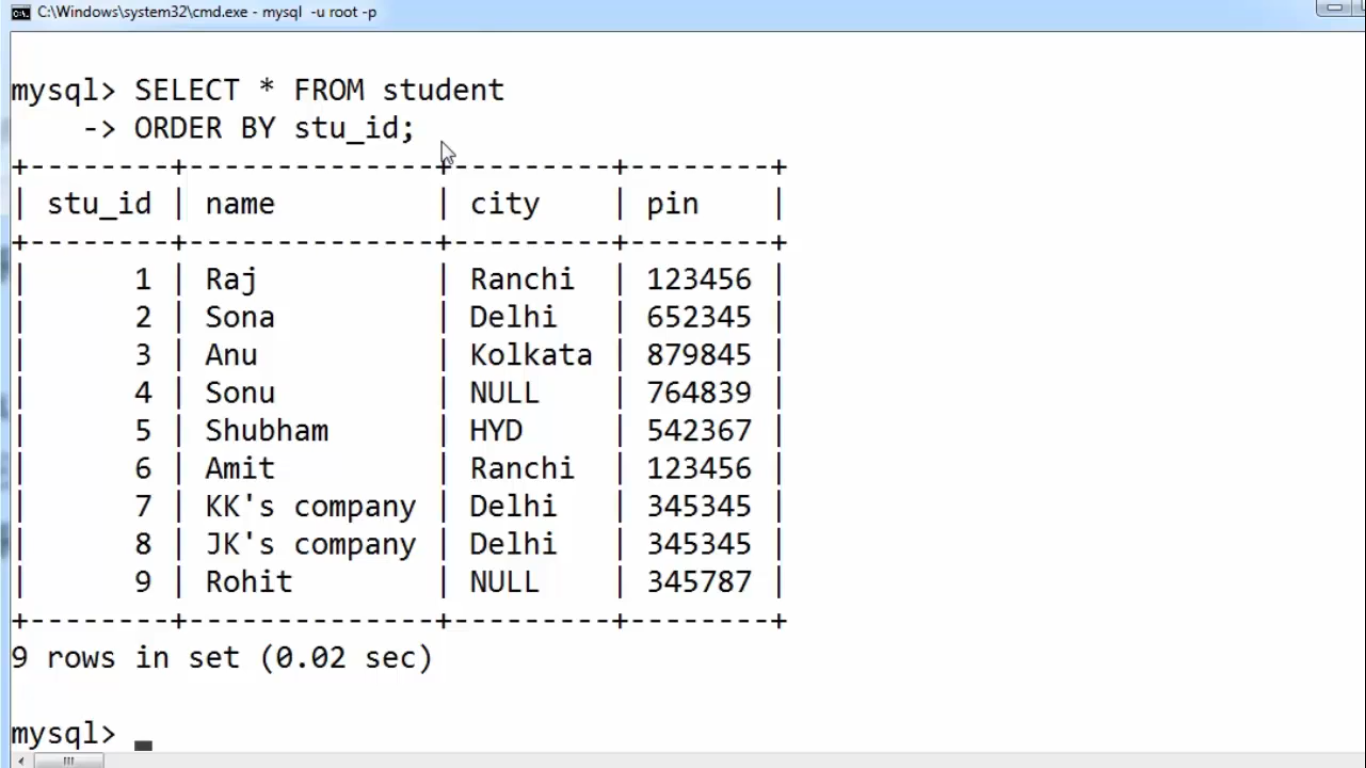 C:\Windows\system32\cmd.exe - mysql  -u root -p
mysql> SELECT * FROM student
    -> ORDER BY stu_id;
+--------+--------------+---------+--------+
| stu_id | name         | city    | pin    |
+--------+--------------+---------+--------+
|      1 | Raj          | Ranchi  | 123456 |
|      2 | Sona         | Delhi   | 652345 |
|      3 | Anu          | Kolkata | 879845 |
|      4 | Sonu         | NULL    | 764839 |
|      5 | Shubham      | HYD     | 542367 |
|      6 | Amit         | Ranchi  | 123456 |
|      7 | KK's company | Delhi   | 345345 |
|      8 | JK's company | Delhi   | 345345 |
|      9 | Rohit        | NULL    | 345787 |
+--------+--------------+---------+--------+
9 rows in set (0.02 sec)
mysql> _